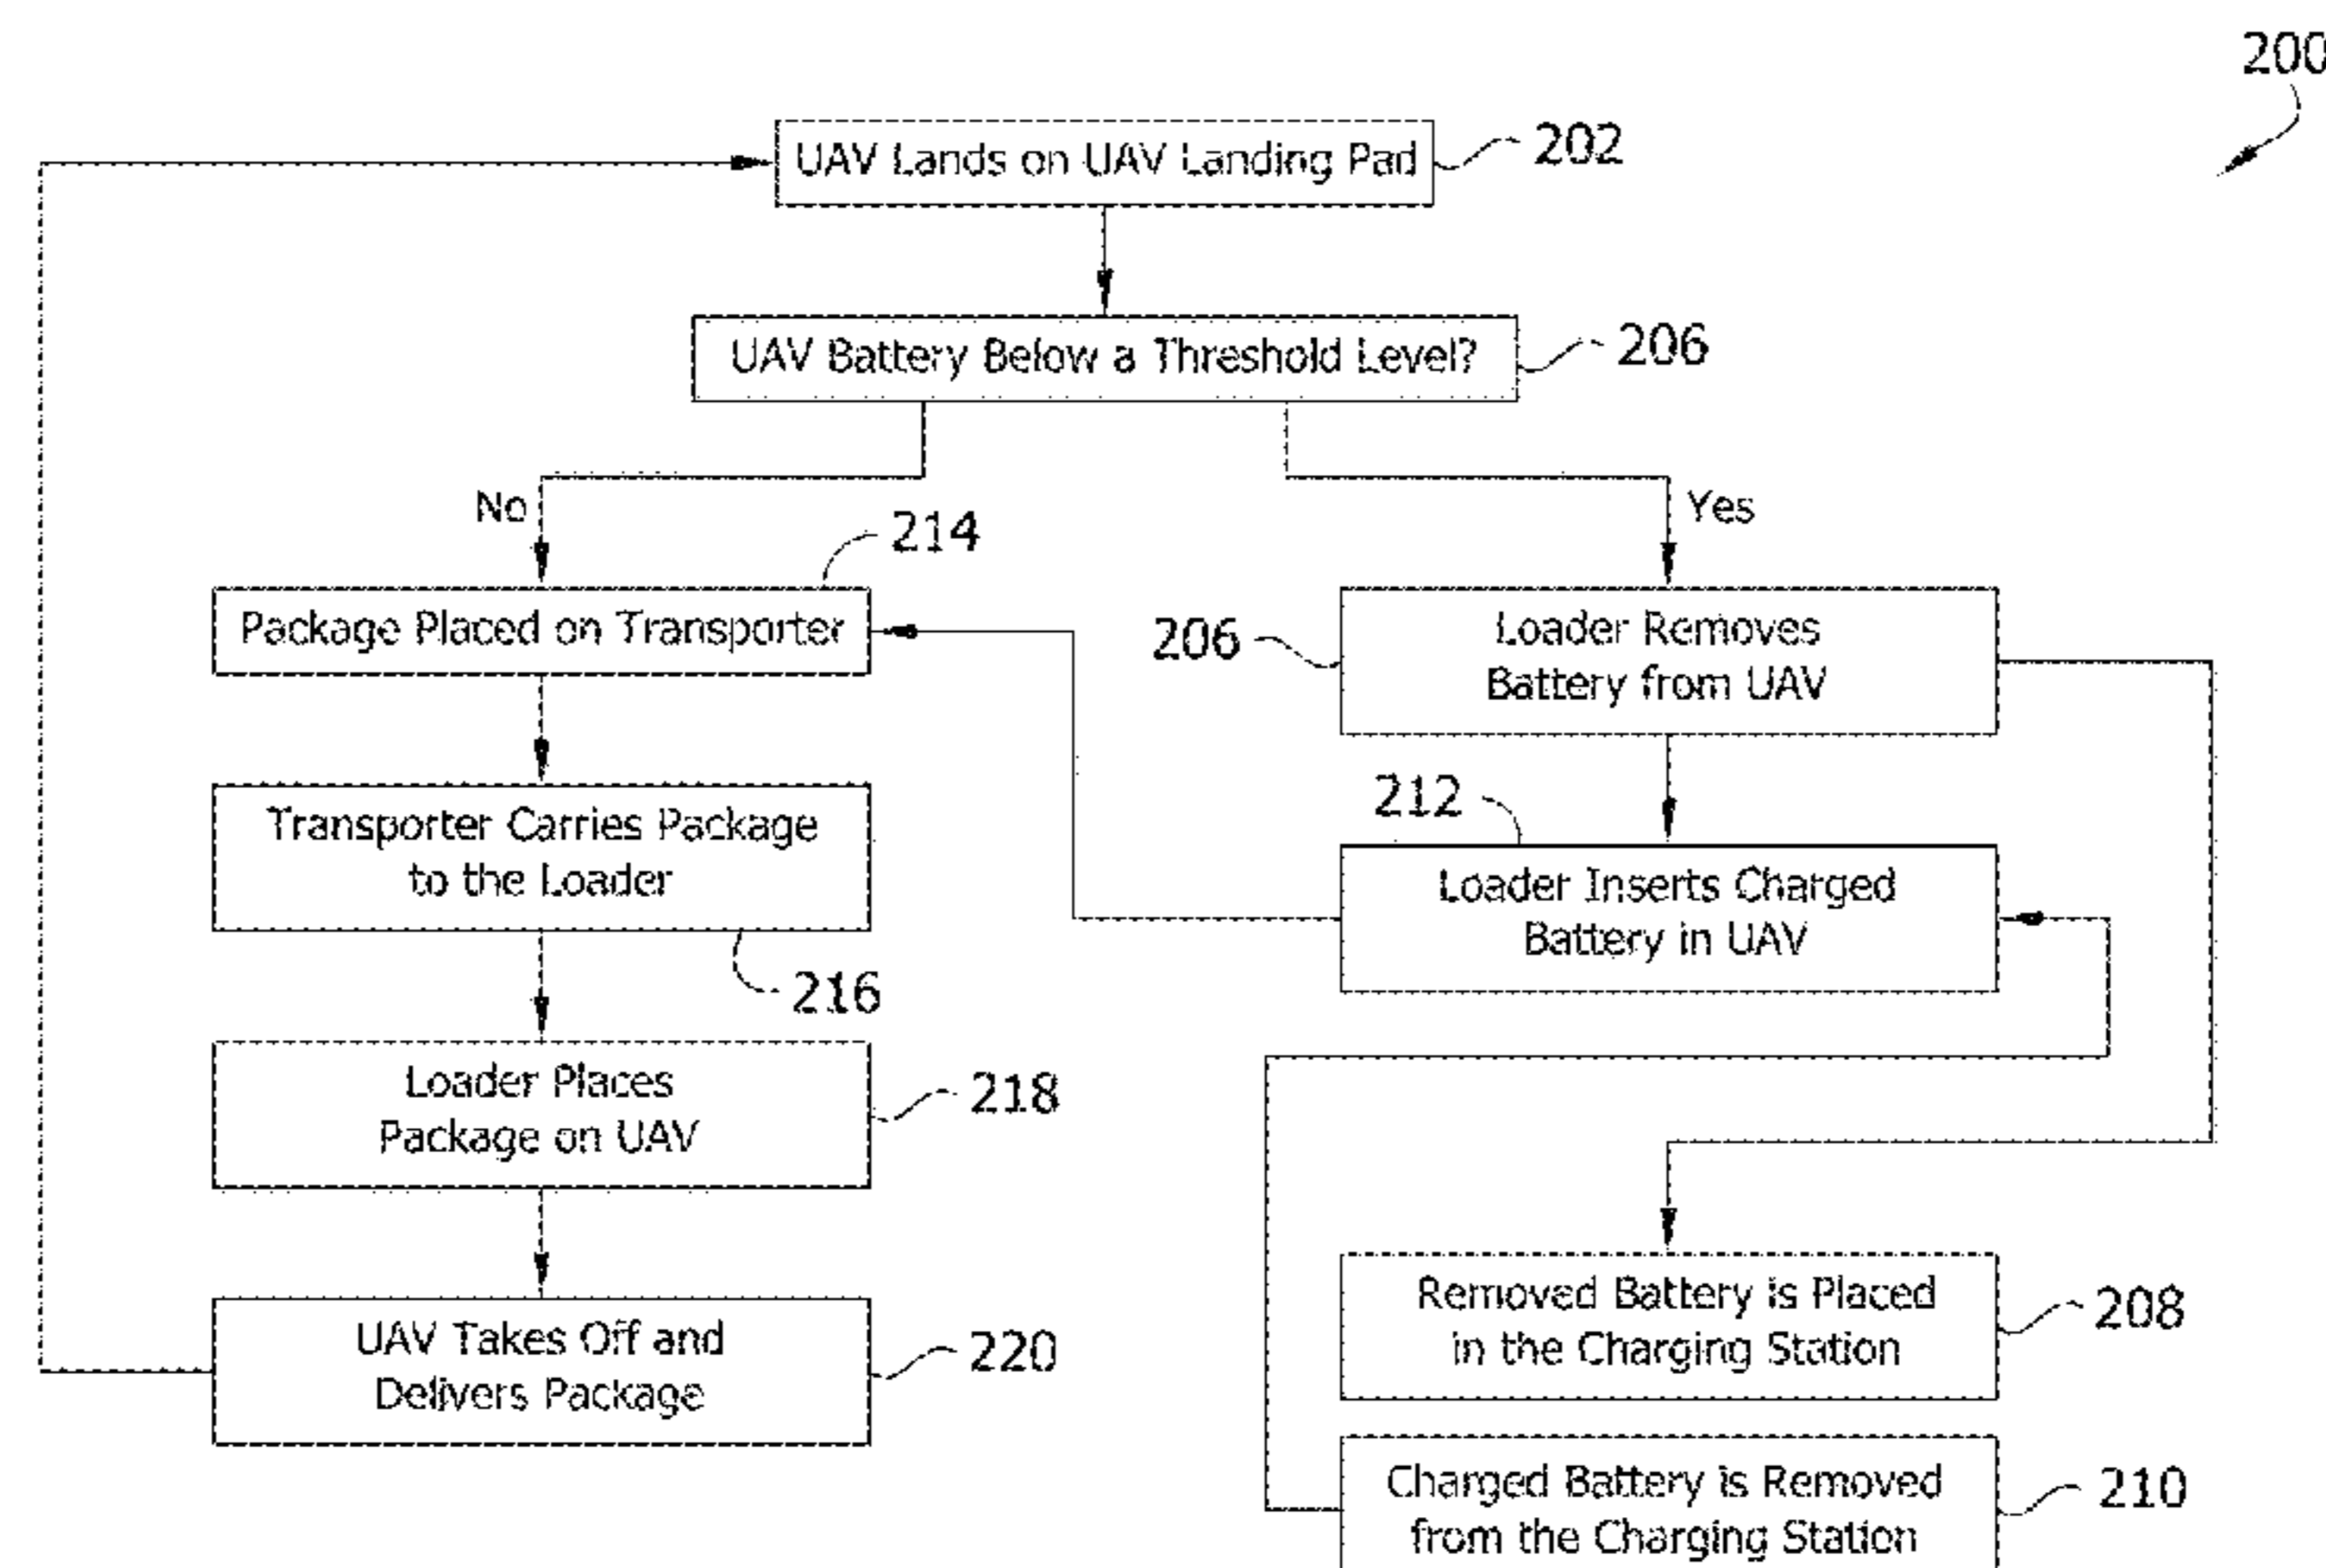 200
UAV Lands on UAV Landing Pad
202
UAV Battery Below a Threshold Level?
206
No
Yes
214
Package Placed on Transporter
206
Loader Removes
Battery from UAV
Transporter Carries Package
to the Loader
216
212
Loader Inserts Charged
Battery in UAV
Loader Places
Package on UAV
218
UAV Takes Off and
Delivers Package
220
Removed Battery is Placed
in the Charging Station
208
Charged Battery is Removed
from the Charging Station
210